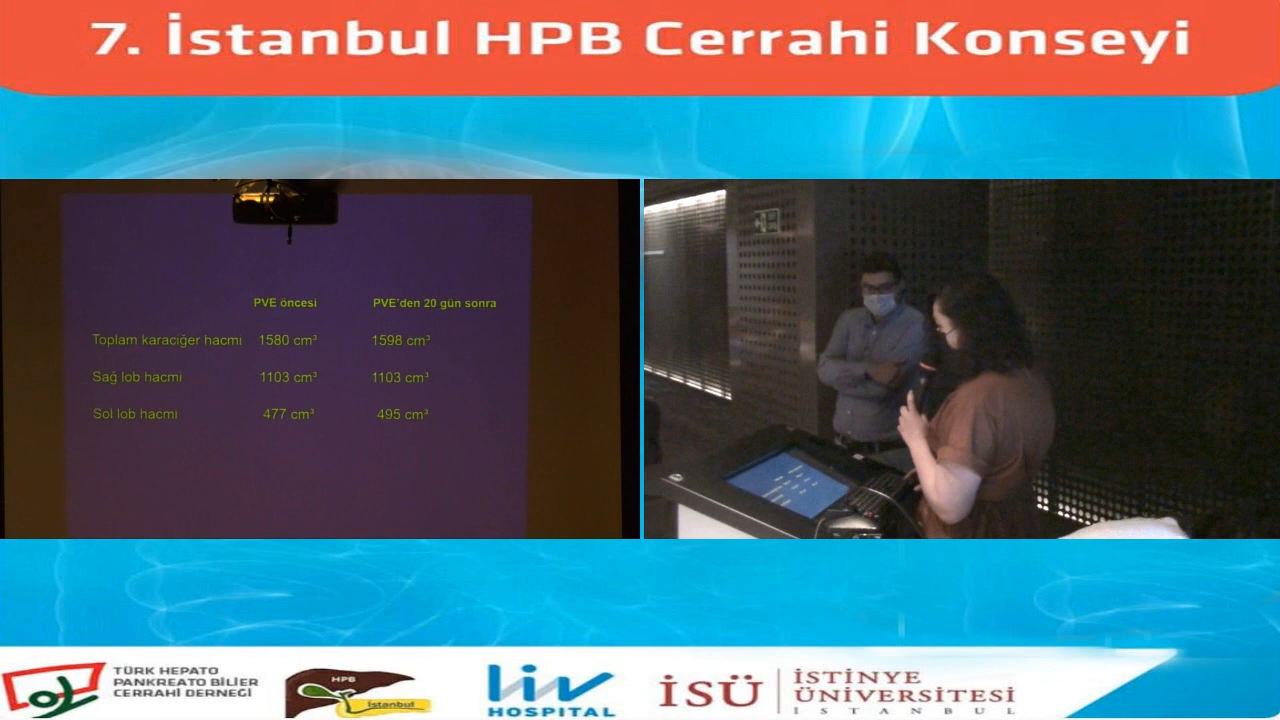 7. İstanbul HPB Cerrahi Konseyi
PVE öncesi PVE'den 20 gün sonra
Toplam karaciğer hacmi 1580 cm³ 1598 cm³
Sağ lob hacmi 1103 cm³ 1103 cm³
Sol lob hacmi 477 cm³ 495 cm³
TÜRK HEPATO
PANKREATO BİLİER
CERRAHİ DERNEĞİ
HPB
İstanbul
liv
HOSPITAL
İSÜ
İSTİNYE
ÜNİVERSİTESİ
İSTANBUL